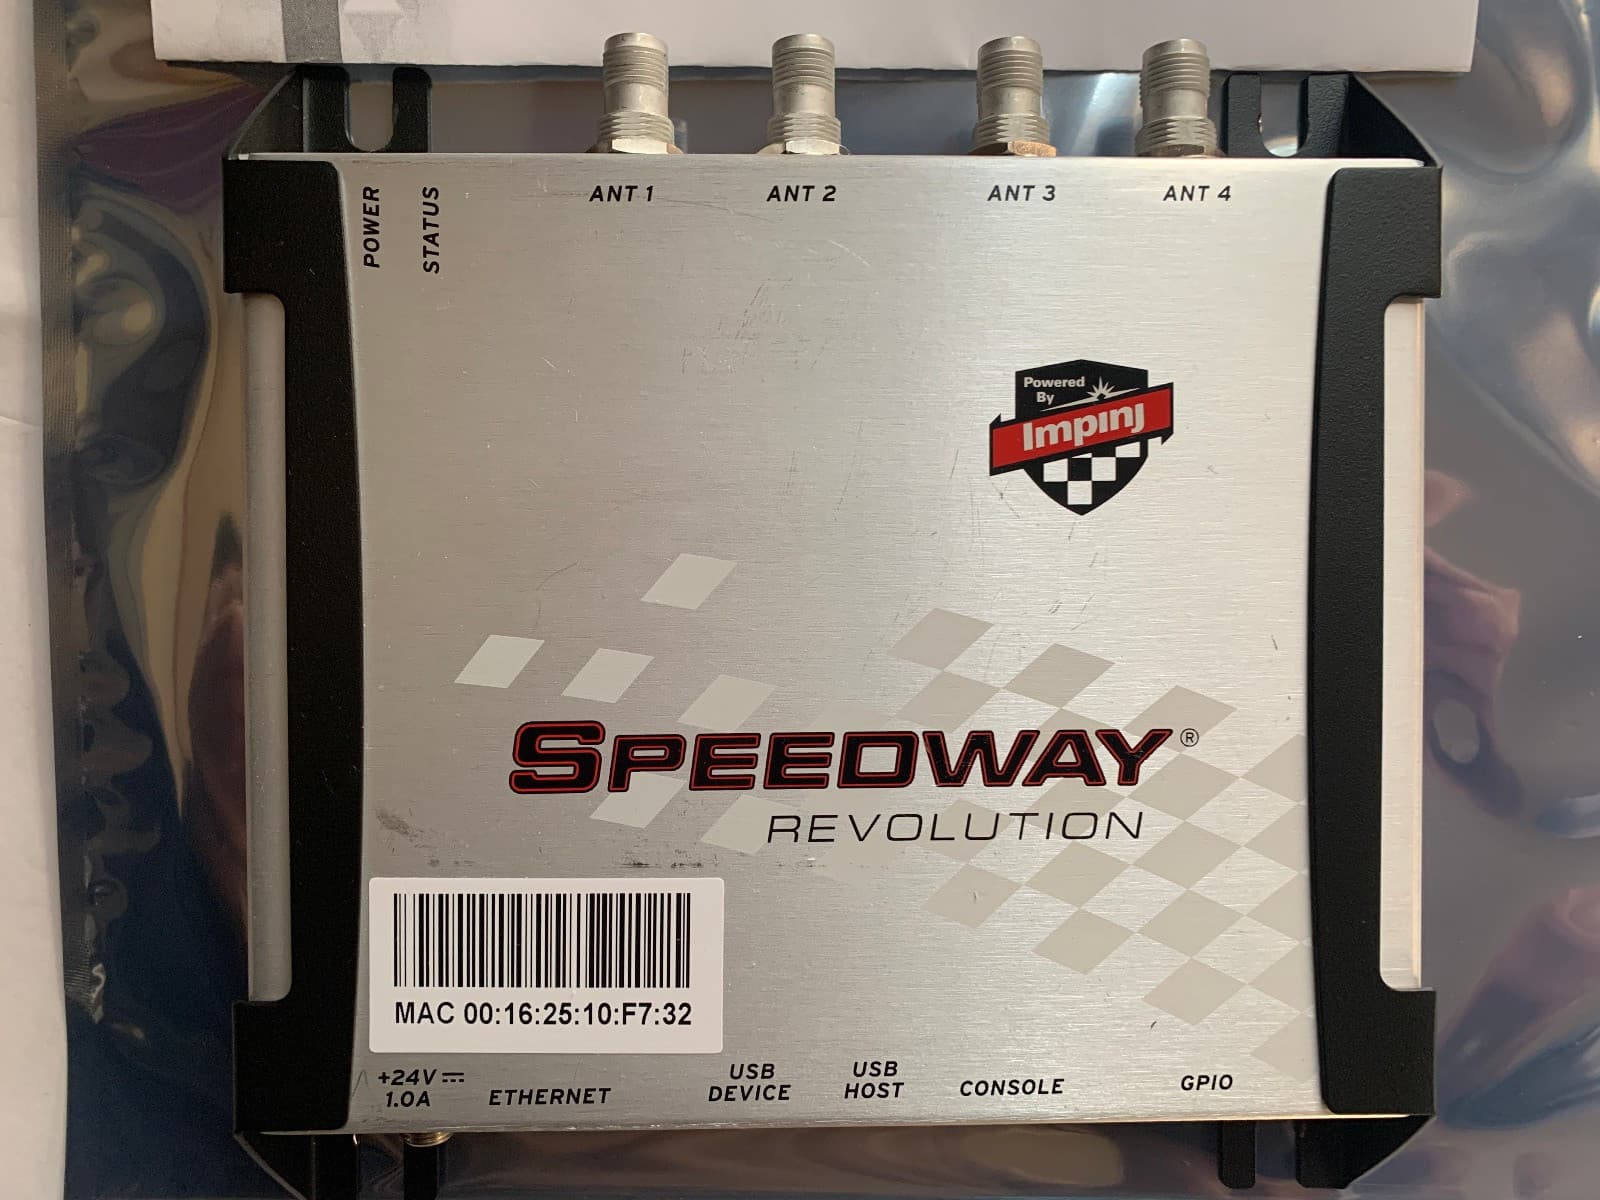 POWER
STATUS
ANT 1
ANT 2
ANT 3
ANT 4
Powered
By
Impinj
SPEEDWAY®
REVOLUTION
MAC 00:16:25:10:F7:32
+24V ⎓
1.0A
ETHERNET
USB
DEVICE
USB
HOST
CONSOLE
GPIO